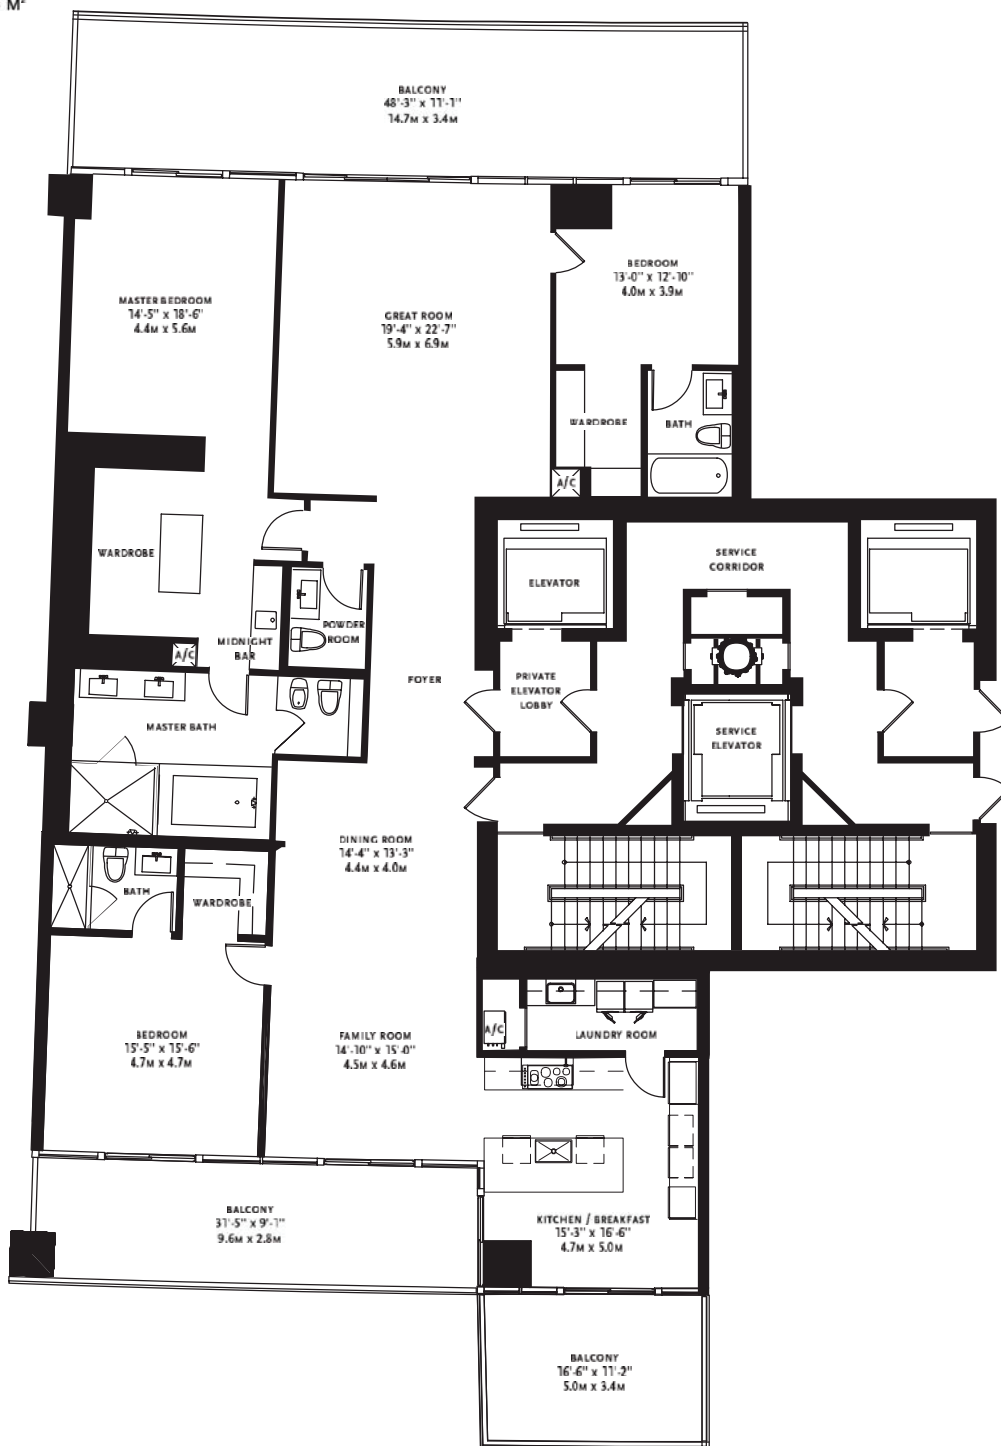 M²
BALCONY
48'-3" x 11'-1"
14.7M x 3.4M
BEDROOM
13'-0" x 12'-10"
4.0M x 3.9M
MASTER BEDROOM
14'-5" x 18'-6"
4.4M x 5.6M
GREAT ROOM
19'-4" x 22'-7"
5.9M x 6.9M
WARDROBE
BATH
A/C
WARDROBE
ELEVATOR
SERVICE
CORRIDOR
POWDER
ROOM
MIDNIGHT
BAR
A/C
FOYER
PRIVATE
ELEVATOR
LOBBY
MASTER BATH
SERVICE
ELEVATOR
DINING ROOM
14'-4" x 13'-3"
4.4M x 4.0M
BATH
WARDROBE
BEDROOM
15'-5" x 15'-6"
4.7M x 4.7M
FAMILY ROOM
14'-10" x 15'-0"
4.5M x 4.6M
A/C
LAUNDRY ROOM
BALCONY
31'-5" x 9'-1"
9.6M x 2.8M
KITCHEN / BREAKFAST
15'-3" x 16'-6"
4.7M x 5.0M
BALCONY
16'-6" x 11'-2"
5.0M x 3.4M